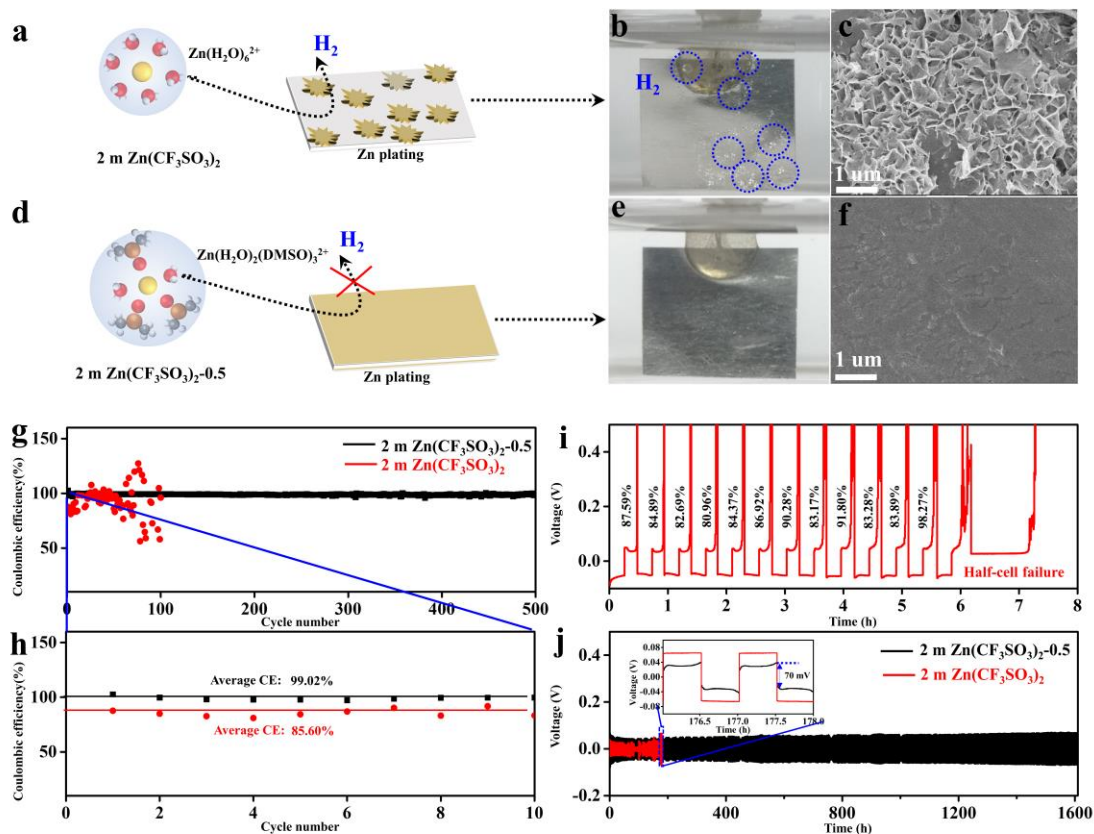 a
H₂
Zn(H₂O)₆²⁺
2 m Zn(CF₃SO₃)₂
Zn plating
b
H₂
c
1 um
d
H₂
Zn(H₂O)₂(DMSO)₃²⁺
2 m Zn(CF₃SO₃)₂-0.5
Zn plating
e
f
1 um
g
150
100
50
Coulombic efficiency(%)
2 m Zn(CF₃SO₃)₂-0.5
2 m Zn(CF₃SO₃)₂
0 100 200 300 400 500
Cycle number
h
150
100
50
0
Coulombic efficiency(%)
Average CE: 99.02%
Average CE: 85.60%
0 2 4 6 8 10
Cycle number
i
0.4
0.2
0.0
Voltage (V)
87.59% 84.89% 82.69% 80.96% 84.37% 86.92% 90.28% 83.17% 91.80% 83.28% 83.89% 98.27%
Half-cell failure
0 1 2 3 4 5 6 7 8
Time (h)
j
0.4
0.2
0.0
-0.2
Voltage (V)
0.08
0.04
0.00
-0.04
-0.08
Voltage (V)
70 mV
176.5 177.0 177.5 178.0
Time (h)
2 m Zn(CF₃SO₃)₂-0.5
2 m Zn(CF₃SO₃)₂
0 400 800 1200 1600
Time (h)